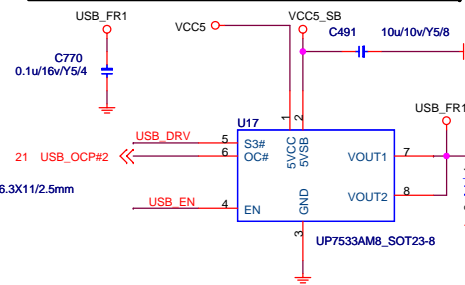 USB_FR1
VCC5
VCC5_SB
C491
10u/10v/Y5/8
C770
0.1u/16v/Y5/4
USB_FR1
U17
1
2
USB_DRV
5
S3#
5VCC
5VSB
21
USB_OCP#2
6
OC#
VOUT1
7
6.3X11/2.5mm
USB_EN
4
EN
GND
VOUT2
8
3
UP7533AM8_SOT23-8